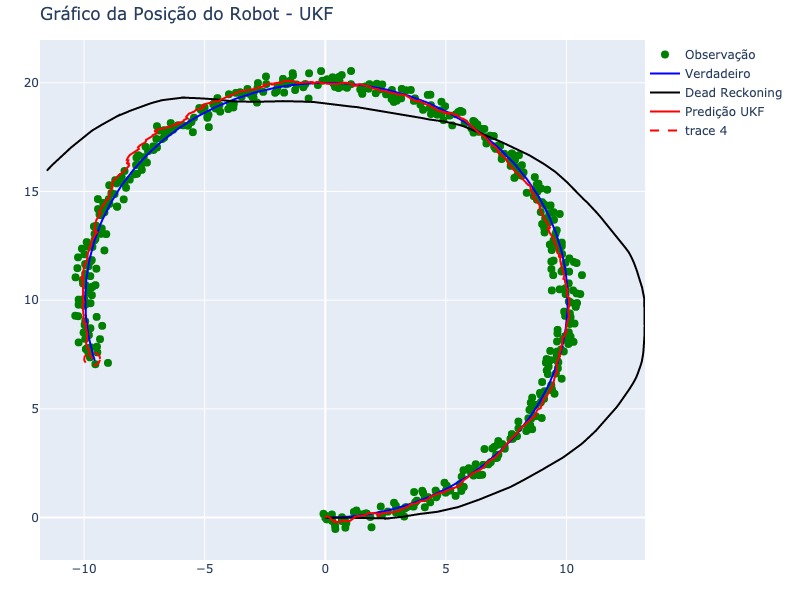 Gráfico da Posição do Robot - UKF
Observação
Verdadeiro
Dead Reckoning
Predição UKF
trace 4
20
15
10
5
0
−10
−5
0
5
10